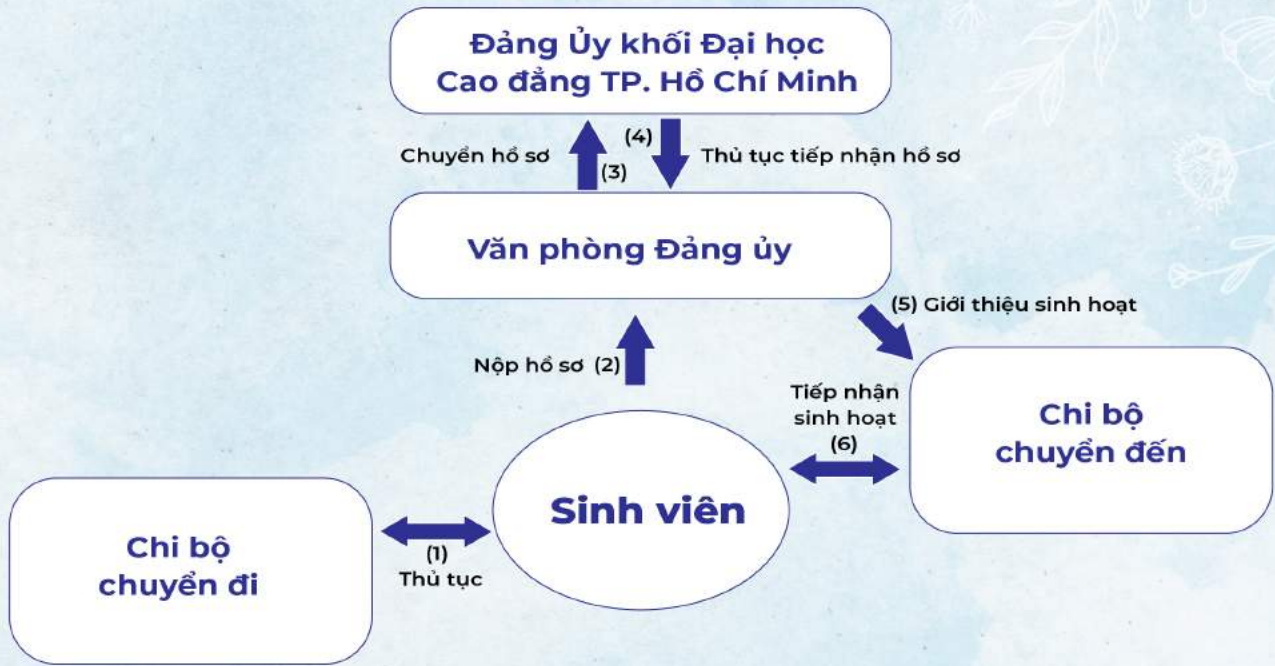 Đảng Ủy khối Đại học
Cao đẳng TP. Hồ Chí Minh
Chuyển hồ sơ
(3)
(4)
Thủ tục tiếp nhận hồ sơ
Văn phòng Đảng ủy
(5) Giới thiệu sinh hoạt
Nộp hồ sơ (2)
Tiếp nhận
sinh hoạt
(6)
Chi bộ
chuyển đến
Sinh viên
Chi bộ
chuyển đi
(1)
Thủ tục